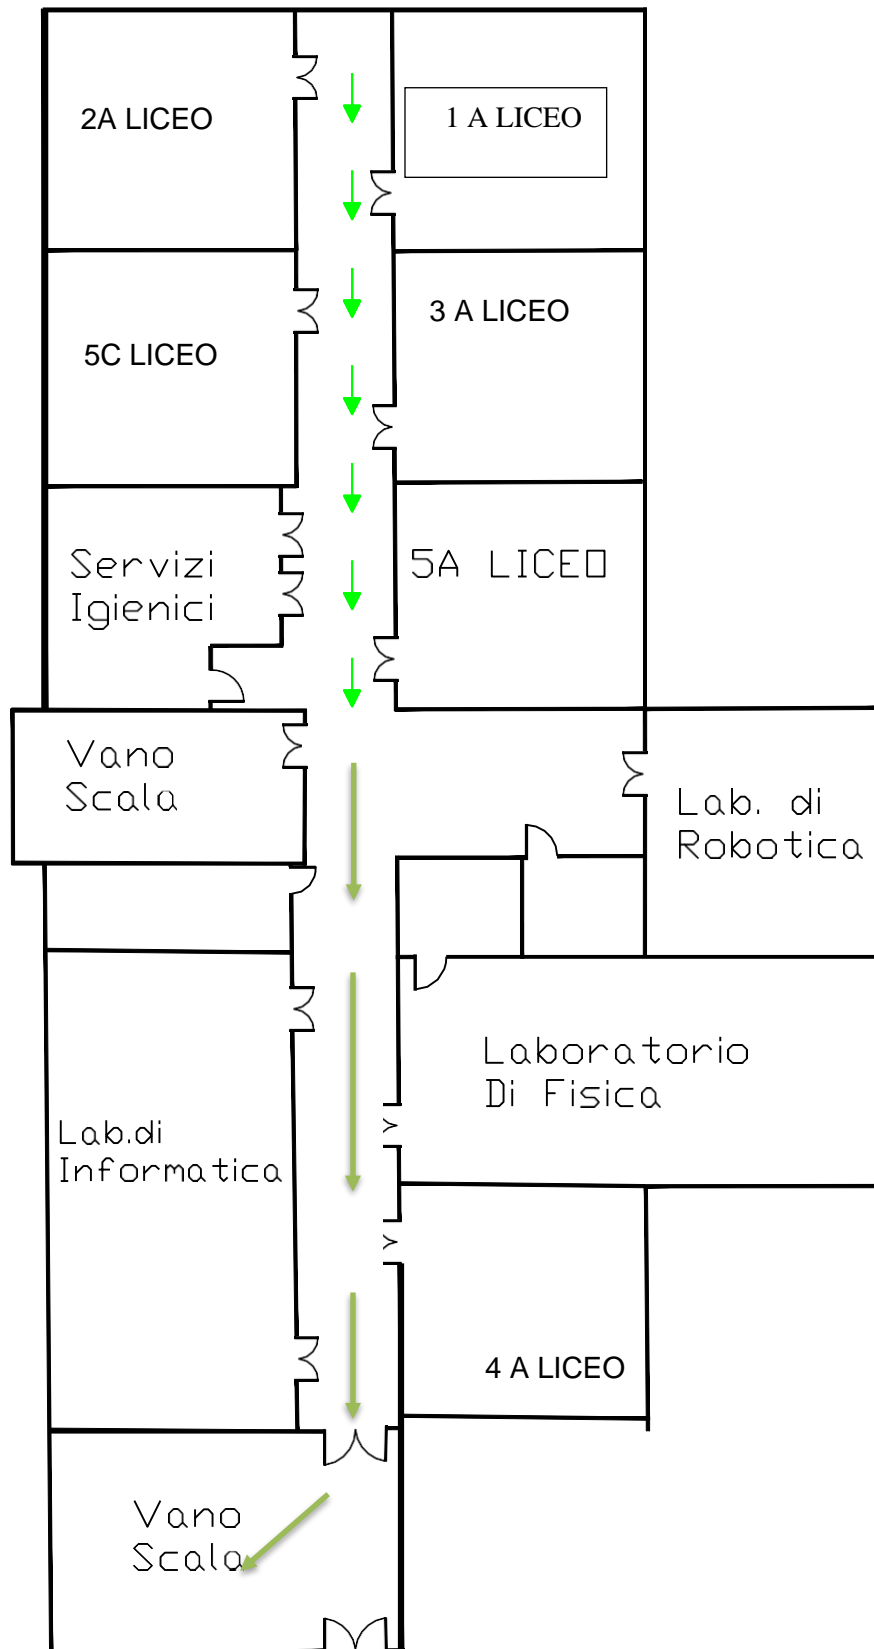 2A LICEO
1 A LICEO
5C LICEO
3 A LICEO
Servizi
Igienici
5A LICEO
Vano
Scala
Lab. di
Robotica
Laboratorio
Di Fisica
Lab.di
Informatica
4 A LICEO
Vano
Scala